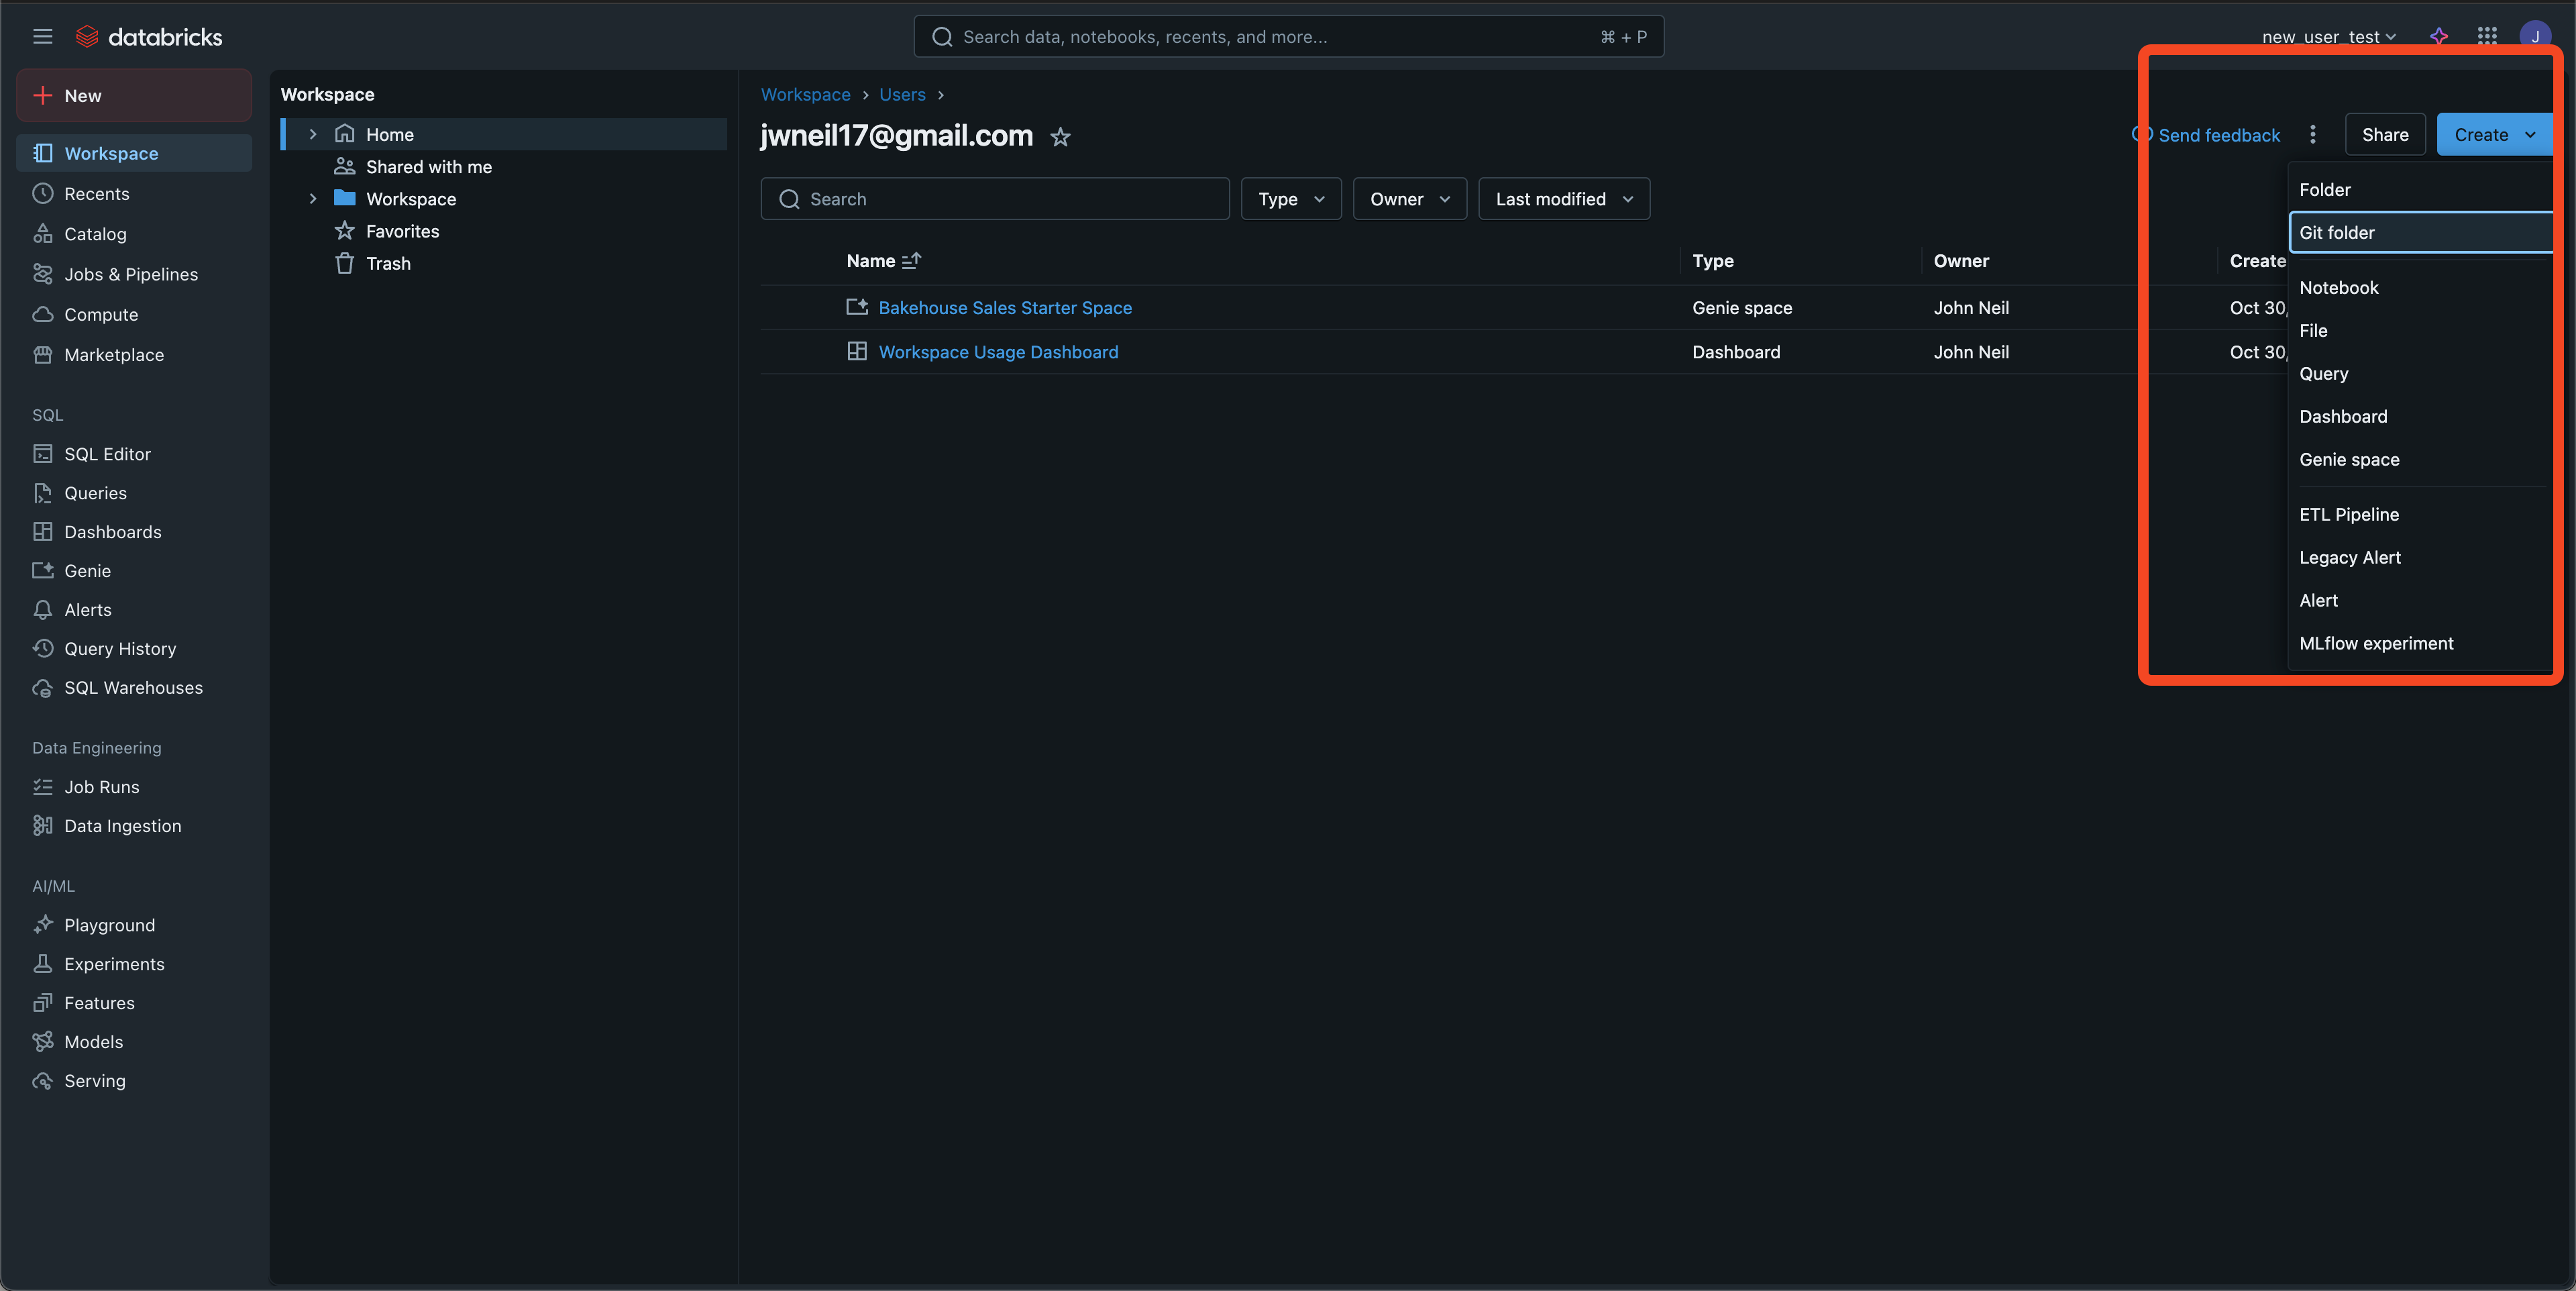 databricks
Search data, notebooks, recents, and more...
⌘ + P
new_user_test
J
New
Workspace
Recents
Catalog
Jobs & Pipelines
Compute
Marketplace
SQL
SQL Editor
Queries
Dashboards
Genie
Alerts
Query History
SQL Warehouses
Data Engineering
Job Runs
Data Ingestion
AI/ML
Playground
Experiments
Features
Models
Serving
Workspace
Home
Shared with me
Workspace
Favorites
Trash
Workspace > Users >
jwneil17@gmail.com
Send feedback
Share
Create
Search
Type
Owner
Last modified
Name Type Owner Create
Bakehouse Sales Starter Space Genie space John Neil Oct 30,
Workspace Usage Dashboard Dashboard John Neil Oct 30,
Folder
Git folder
Notebook
File
Query
Dashboard
Genie space
ETL Pipeline
Legacy Alert
Alert
MLflow experiment